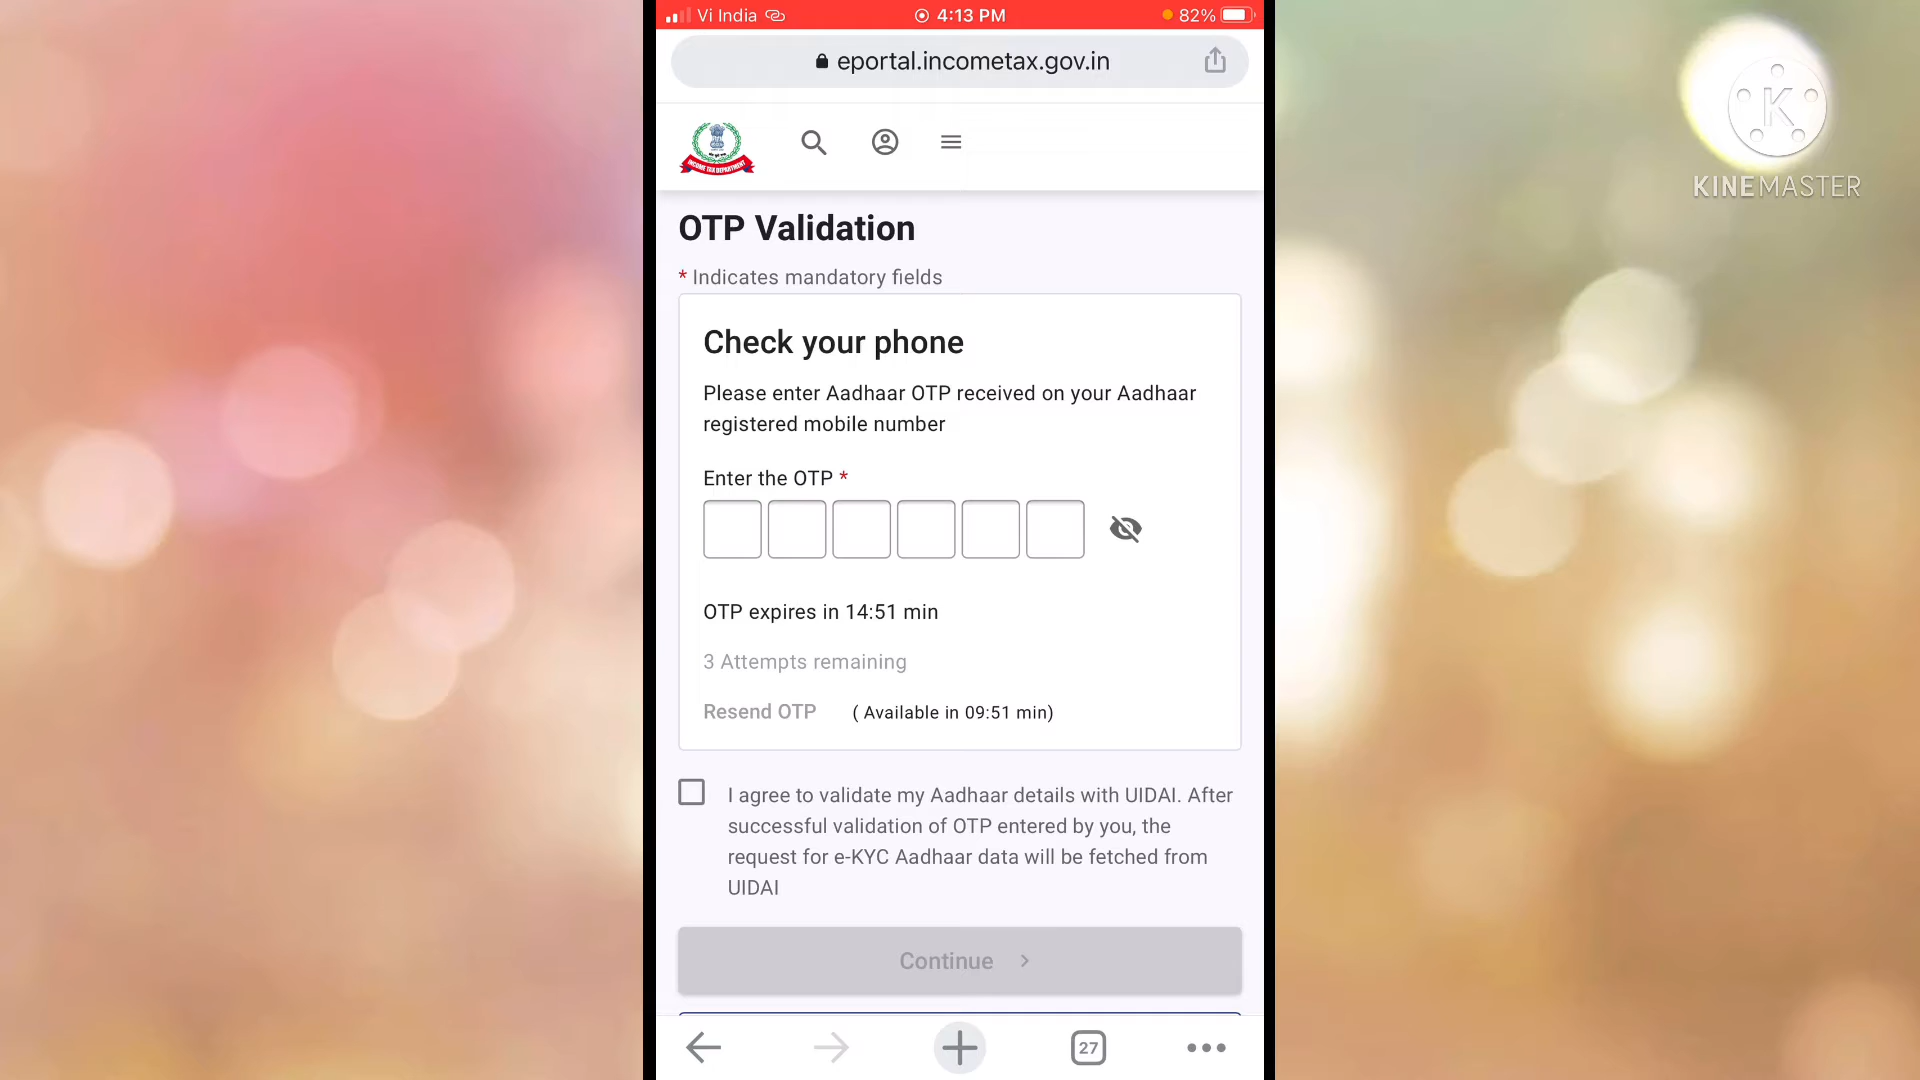 Vi India 4:13 PM 82%
eportal.incometax.gov.in
KINEMASTER
INCOME TAX DEPARTMENT
OTP Validation
* Indicates mandatory fields
Check your phone
Please enter Aadhaar OTP received on your Aadhaar
registered mobile number
Enter the OTP *
OTP expires in 14:51 min
3 Attempts remaining
Resend OTP ( Available in 09:51 min)
I agree to validate my Aadhaar details with UIDAI. After
successful validation of OTP entered by you, the
request for e-KYC Aadhaar data will be fetched from
UIDAI
Continue
27